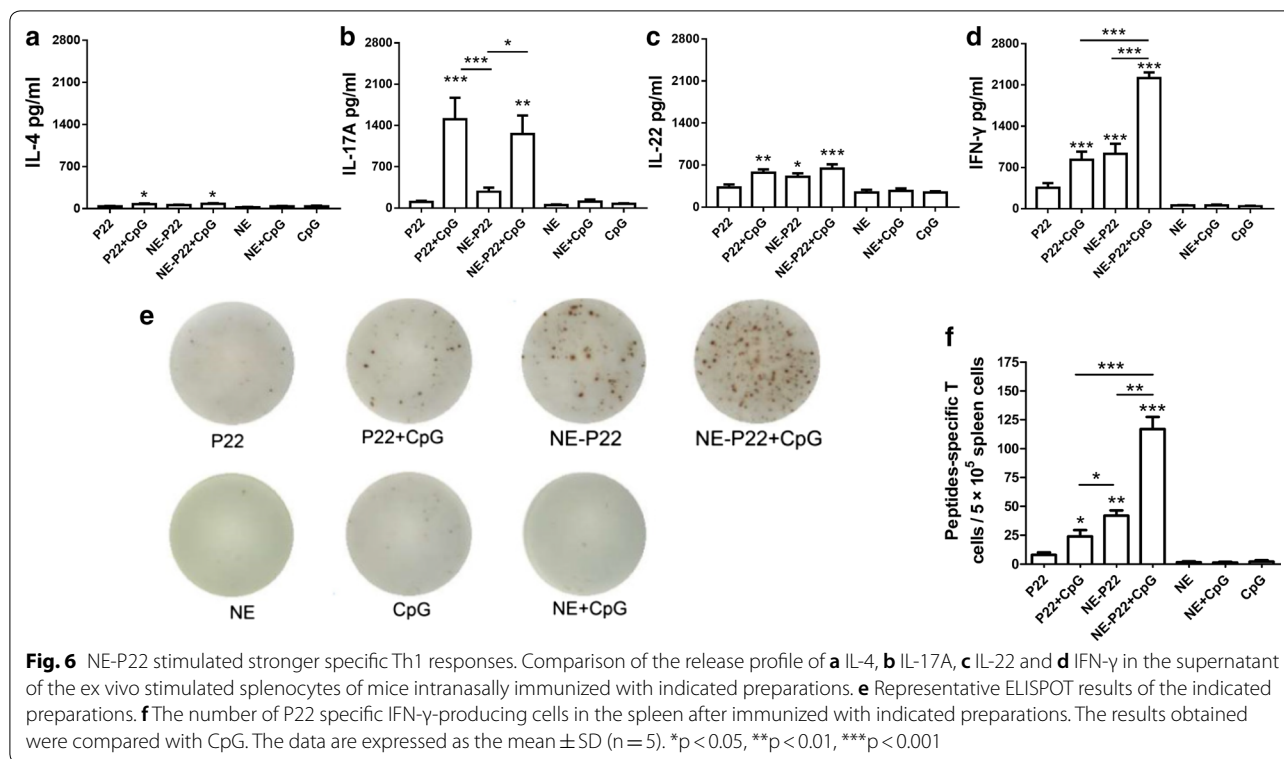 a
IL-4 pg/ml
2800
2100
1400
700
0
*
*
P22
P22+CpG
NE-P22
NE-P22+CpG
NE
NE+CpG
CpG
b
IL-17A pg/ml
2800
2100
1400
700
0
*
***
***
**
P22
P22+CpG
NE-P22
NE-P22+CpG
NE
NE+CpG
CpG
c
IL-22 pg/ml
2800
2100
1400
700
0
**
*
***
P22
P22+CpG
NE-P22
NE-P22+CpG
NE
NE+CpG
CpG
d
IFN-γ pg/ml
2800
2100
1400
700
0
***
***
***
***
***
P22
P22+CpG
NE-P22
NE-P22+CpG
NE
NE+CpG
CpG
e
P22
P22+CpG
NE-P22
NE-P22+CpG
NE
CpG
NE+CpG
f
Peptides-specific T
cells / 5 × 10⁵ spleen cells
175
150
125
100
75
50
25
0
***
**
***
*
**
*
P22
P22+CpG
NE-P22
NE-P22+CpG
NE
NE+CpG
CpG
Fig. 6 NE-P22 stimulated stronger specific Th1 responses. Comparison of the release profile of a IL-4, b IL-17A, c IL-22 and d IFN-γ in the supernatant
of the ex vivo stimulated splenocytes of mice intranasally immunized with indicated preparations. e Representative ELISPOT results of the indicated
preparations. f The number of P22 specific IFN-γ-producing cells in the spleen after immunized with indicated preparations. The results obtained
were compared with CpG. The data are expressed as the mean ± SD (n = 5). *p < 0.05, **p < 0.01, ***p < 0.001